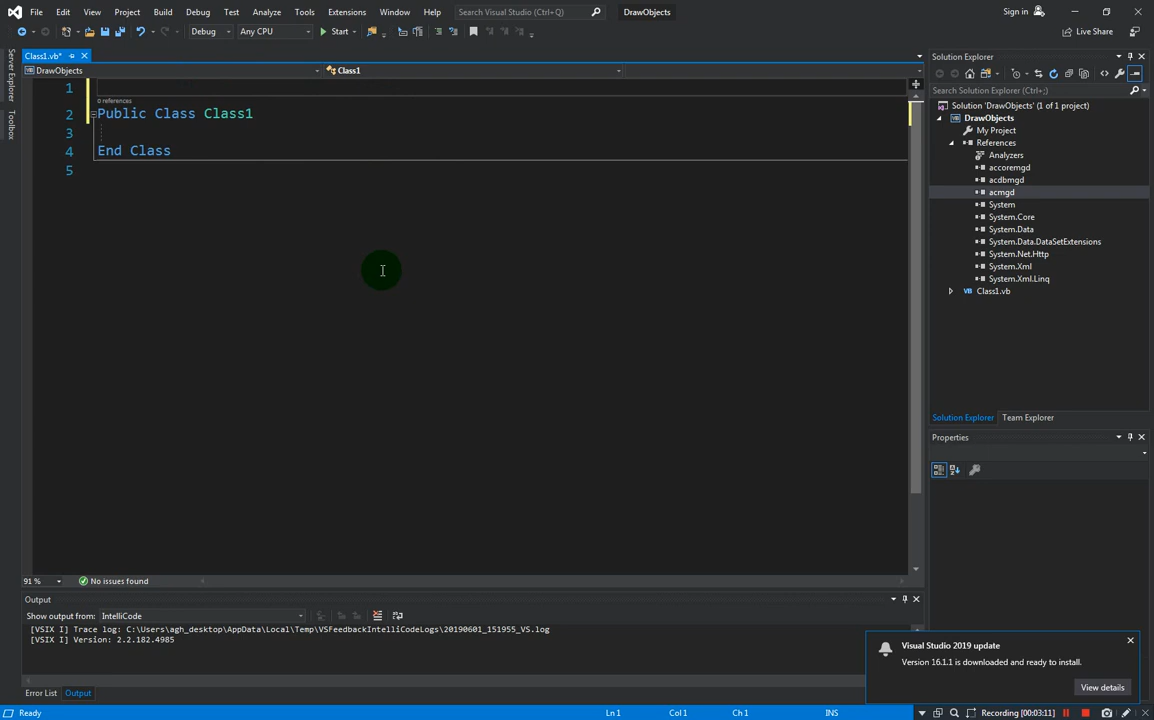 File Edit View Project Build Debug Test Analyze Tools Extensions Window Help Search Visual Studio (Ctrl+Q) DrawObjects Sign in
Debug Any CPU Start Live Share
Server Explorer
Toolbox
Class1.vb*
DrawObjects Class1
1
0 references
2 Public Class Class1
3
4 End Class
5
91 % No issues found
Solution Explorer
Search Solution Explorer (Ctrl+;)
Solution 'DrawObjects' (1 of 1 project)
DrawObjects
My Project
References
Analyzers
accoremgd
acdbmgd
acmgd
System
System.Core
System.Data
System.Data.DataSetExtensions
System.Net.Http
System.Xml
System.Xml.Linq
VB Class1.vb
Solution Explorer Team Explorer
Properties
Output
Show output from: IntelliCode
[VSIX I] Trace log: C:\Users\agh_desktop\AppData\Local\Temp\VSFeedbackIntelliCodeLogs\20190601_151955_VS.log
[VSIX I] Version: 2.2.182.4985
Error List Output
Visual Studio 2019 update
Version 16.1.1 is downloaded and ready to install.
View details
Ready Ln 1 Col 1 Ch 1 INS Recording [00:03:11]